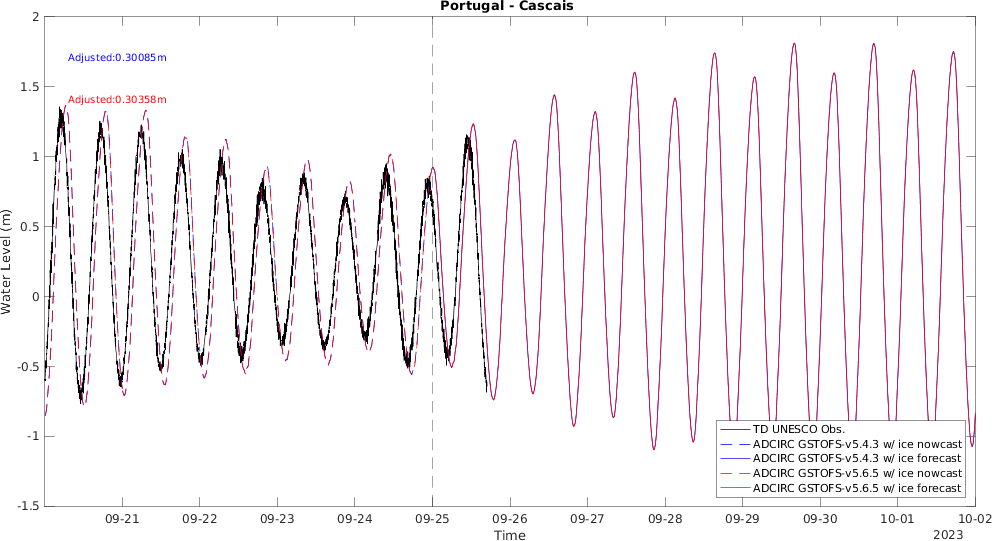 Portugal - Cascais
2
Adjusted:0.30085m
1.5
Adjusted:0.30358m
1
0.5
Water Level (m)
0
-0.5
-1
-1.5
TD UNESCO Obs.
ADCIRC GSTOFS-v5.4.3 w/ ice nowcast
ADCIRC GSTOFS-v5.4.3 w/ ice forecast
ADCIRC GSTOFS-v5.6.5 w/ ice nowcast
ADCIRC GSTOFS-v5.6.5 w/ ice forecast
09-21 09-22 09-23 09-24 09-25 09-26 09-27 09-28 09-29 09-30 10-01 10-02
Time
2023